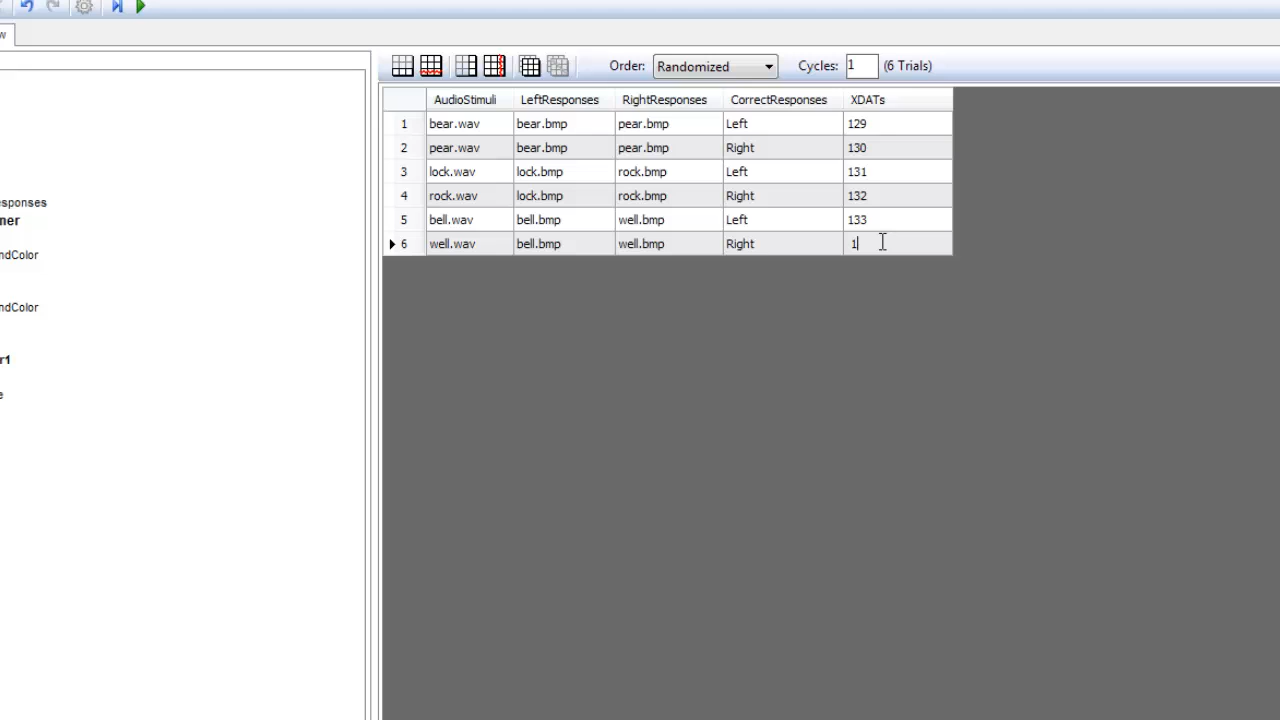 w
Order: Randomized Cycles: 1 (6 Trials)
AudioStimuli LeftResponses RightResponses CorrectResponses XDATs
1 bear.wav bear.bmp pear.bmp Left 129
2 pear.wav bear.bmp pear.bmp Right 130
3 lock.wav lock.bmp rock.bmp Left 131
4 rock.wav lock.bmp rock.bmp Right 132
5 bell.wav bell.bmp well.bmp Left 133
6 well.wav bell.bmp well.bmp Right 1
esponses
ner
ndColor
ndColor
r1
e